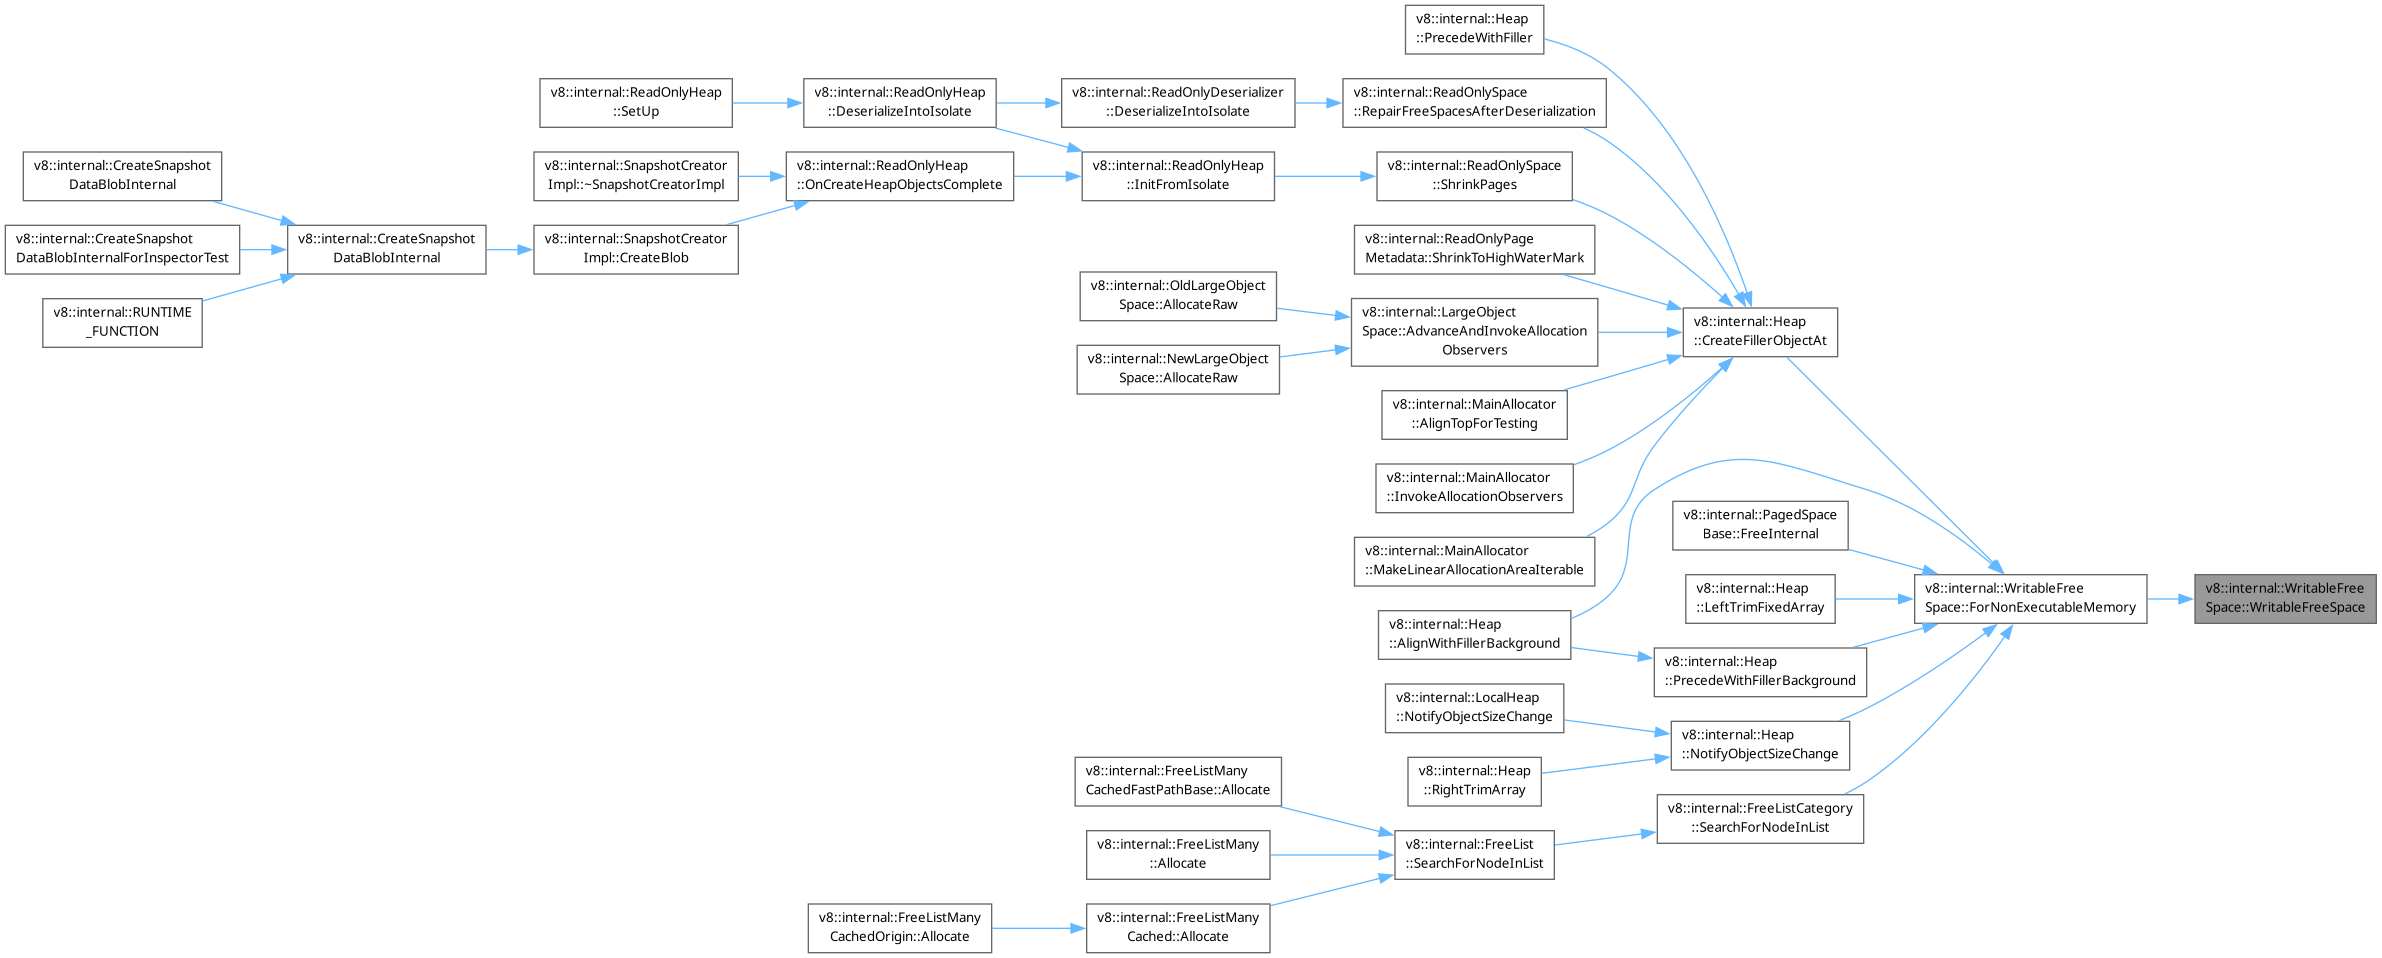 v8::internal::Heap
::PrecedeWithFiller
v8::internal::ReadOnlyHeap
::SetUp
v8::internal::ReadOnlyHeap
::DeserializeIntoIsolate
v8::internal::ReadOnlyDeserializer
::DeserializeIntoIsolate
v8::internal::ReadOnlySpace
::RepairFreeSpacesAfterDeserialization
v8::internal::CreateSnapshot
DataBlobInternal
v8::internal::SnapshotCreator
Impl::~SnapshotCreatorImpl
v8::internal::ReadOnlyHeap
::OnCreateHeapObjectsComplete
v8::internal::ReadOnlyHeap
::InitFromIsolate
v8::internal::ReadOnlySpace
::ShrinkPages
v8::internal::CreateSnapshot
DataBlobInternalForInspectorTest
v8::internal::CreateSnapshot
DataBlobInternal
v8::internal::SnapshotCreator
Impl::CreateBlob
v8::internal::ReadOnlyPage
Metadata::ShrinkToHighWaterMark
v8::internal::RUNTIME
_FUNCTION
v8::internal::OldLargeObject
Space::AllocateRaw
v8::internal::LargeObject
Space::AdvanceAndInvokeAllocation
Observers
v8::internal::Heap
::CreateFillerObjectAt
v8::internal::NewLargeObject
Space::AllocateRaw
v8::internal::MainAllocator
::AlignTopForTesting
v8::internal::MainAllocator
::InvokeAllocationObservers
v8::internal::PagedSpace
Base::FreeInternal
v8::internal::MainAllocator
::MakeLinearAllocationAreaIterable
v8::internal::Heap
::LeftTrimFixedArray
v8::internal::WritableFree
Space::ForNonExecutableMemory
v8::internal::WritableFree
Space::WritableFreeSpace
v8::internal::Heap
::AlignWithFillerBackground
v8::internal::Heap
::PrecedeWithFillerBackground
v8::internal::LocalHeap
::NotifyObjectSizeChange
v8::internal::Heap
::NotifyObjectSizeChange
v8::internal::FreeListMany
CachedFastPathBase::Allocate
v8::internal::Heap
::RightTrimArray
v8::internal::FreeListCategory
::SearchForNodeInList
v8::internal::FreeListMany
::Allocate
v8::internal::FreeList
::SearchForNodeInList
v8::internal::FreeListMany
CachedOrigin::Allocate
v8::internal::FreeListMany
Cached::Allocate